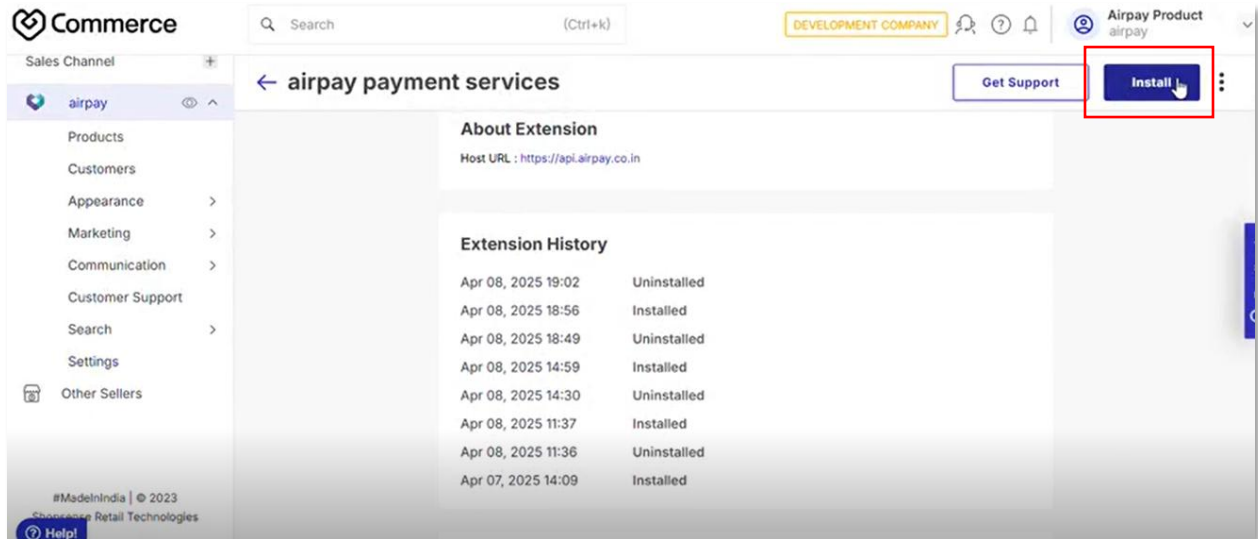 Commerce
Search (Ctrl+k)
DEVELOPMENT COMPANY
Airpay Product
airpay
Sales Channel
airpay
Products
Customers
Appearance
Marketing
Communication
Customer Support
Search
Settings
Other Sellers
#MadeInIndia | © 2023
Shopsense Retail Technologies
Help!
airpay payment services
Get Support
Install
About Extension
Host URL : https://api.airpay.co.in
Extension History
Apr 08, 2025 19:02 Uninstalled
Apr 08, 2025 18:56 Installed
Apr 08, 2025 18:49 Uninstalled
Apr 08, 2025 14:59 Installed
Apr 08, 2025 14:30 Uninstalled
Apr 08, 2025 11:37 Installed
Apr 08, 2025 11:36 Uninstalled
Apr 07, 2025 14:09 Installed